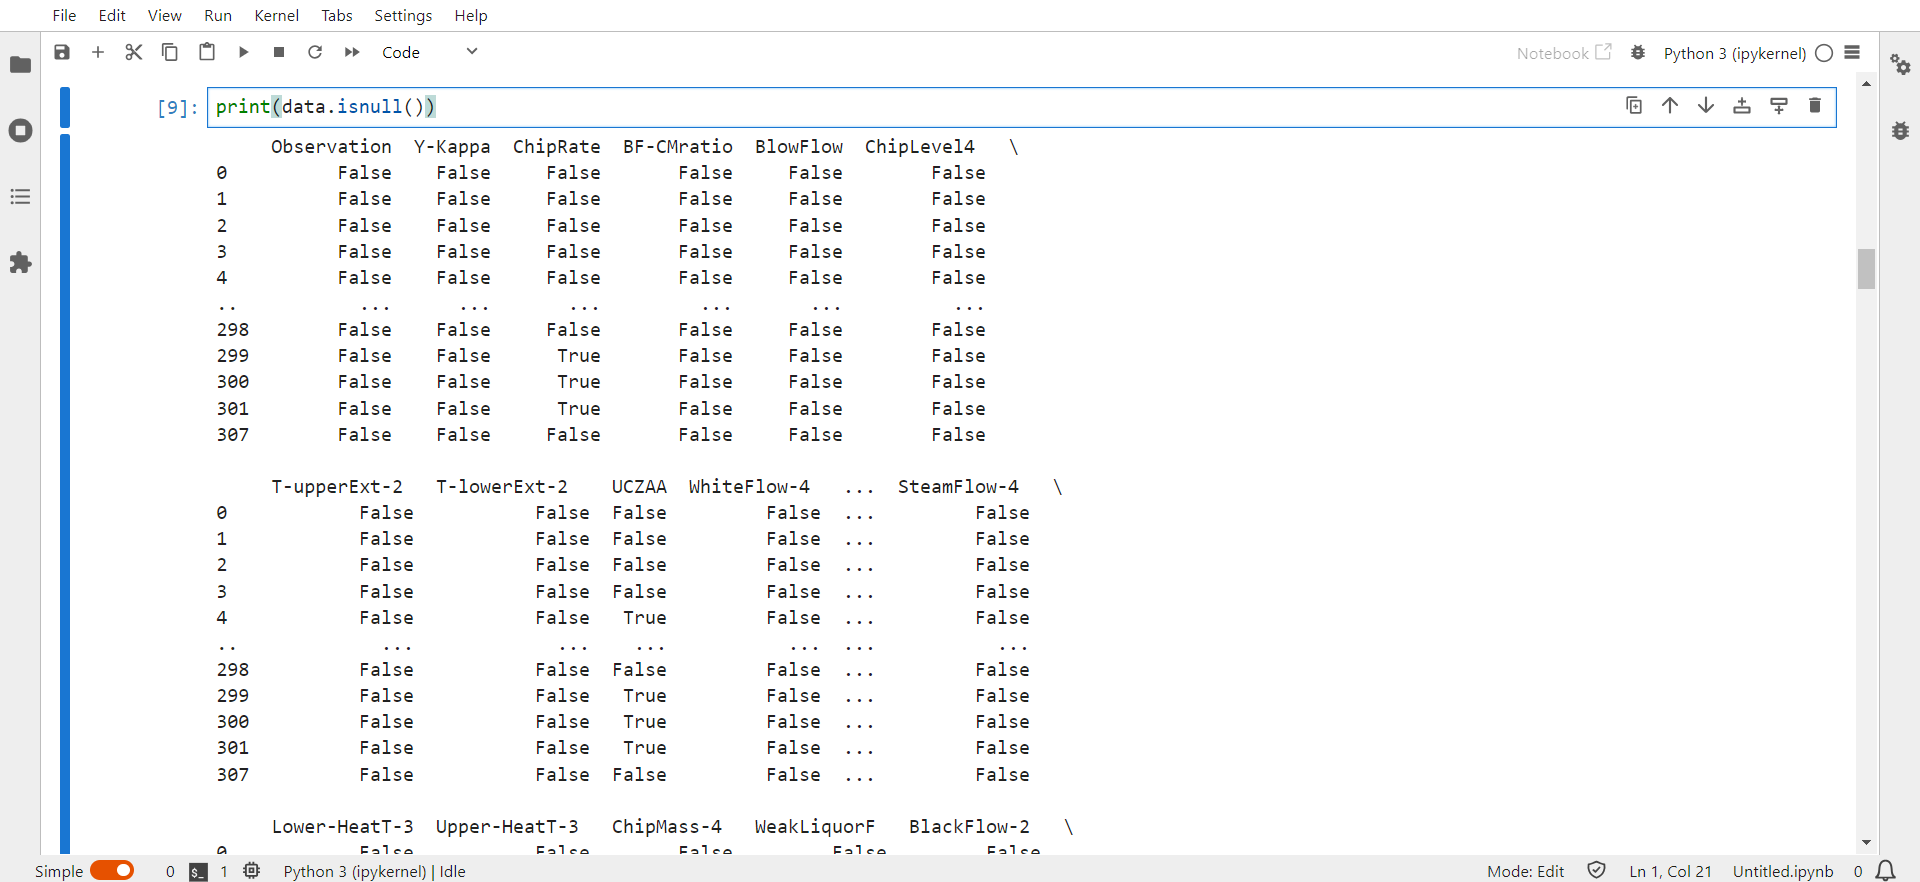 File Edit View Run Kernel Tabs Settings Help
Code Notebook Python 3 (ipykernel)
[9]: print(data.isnull())
Observation Y-Kappa ChipRate BF-CMratio BlowFlow ChipLevel4 \
0 False False False False False False
1 False False False False False False
2 False False False False False False
3 False False False False False False
4 False False False False False False
.. ... ... ... ... ... ...
298 False False False False False False
299 False False True False False False
300 False False True False False False
301 False False True False False False
307 False False False False False False
T-upperExt-2 T-lowerExt-2 UCZAA WhiteFlow-4 ... SteamFlow-4 \
0 False False False False ... False
1 False False False False ... False
2 False False False False ... False
3 False False False False ... False
4 False False True False ... False
.. ... ... ... ... ... ...
298 False False False False ... False
299 False False True False ... False
300 False False True False ... False
301 False False True False ... False
307 False False False False ... False
Lower-HeatT-3 Upper-HeatT-3 ChipMass-4 WeakLiquorF BlackFlow-2 \
0 False False False False False
Simple 0 $_ 1 Python 3 (ipykernel) | Idle Mode: Edit Ln 1, Col 21 Untitled.ipynb 0